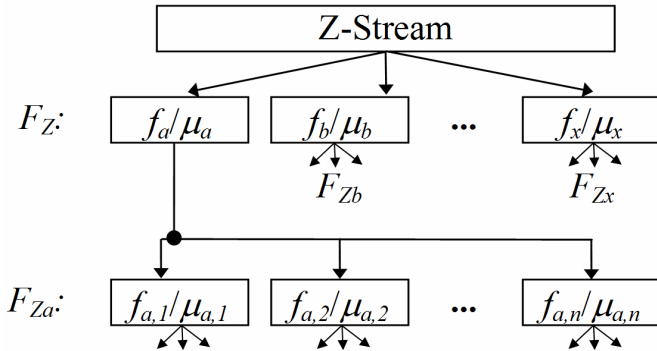 Z-Stream
F_Z: f_a/μ_a f_b/μ_b ... f_x/μ_x
F_Zb F_Zx
F_Za: f_a,1/μ_a,1 f_a,2/μ_a,2 ... f_a,n/μ_a,n